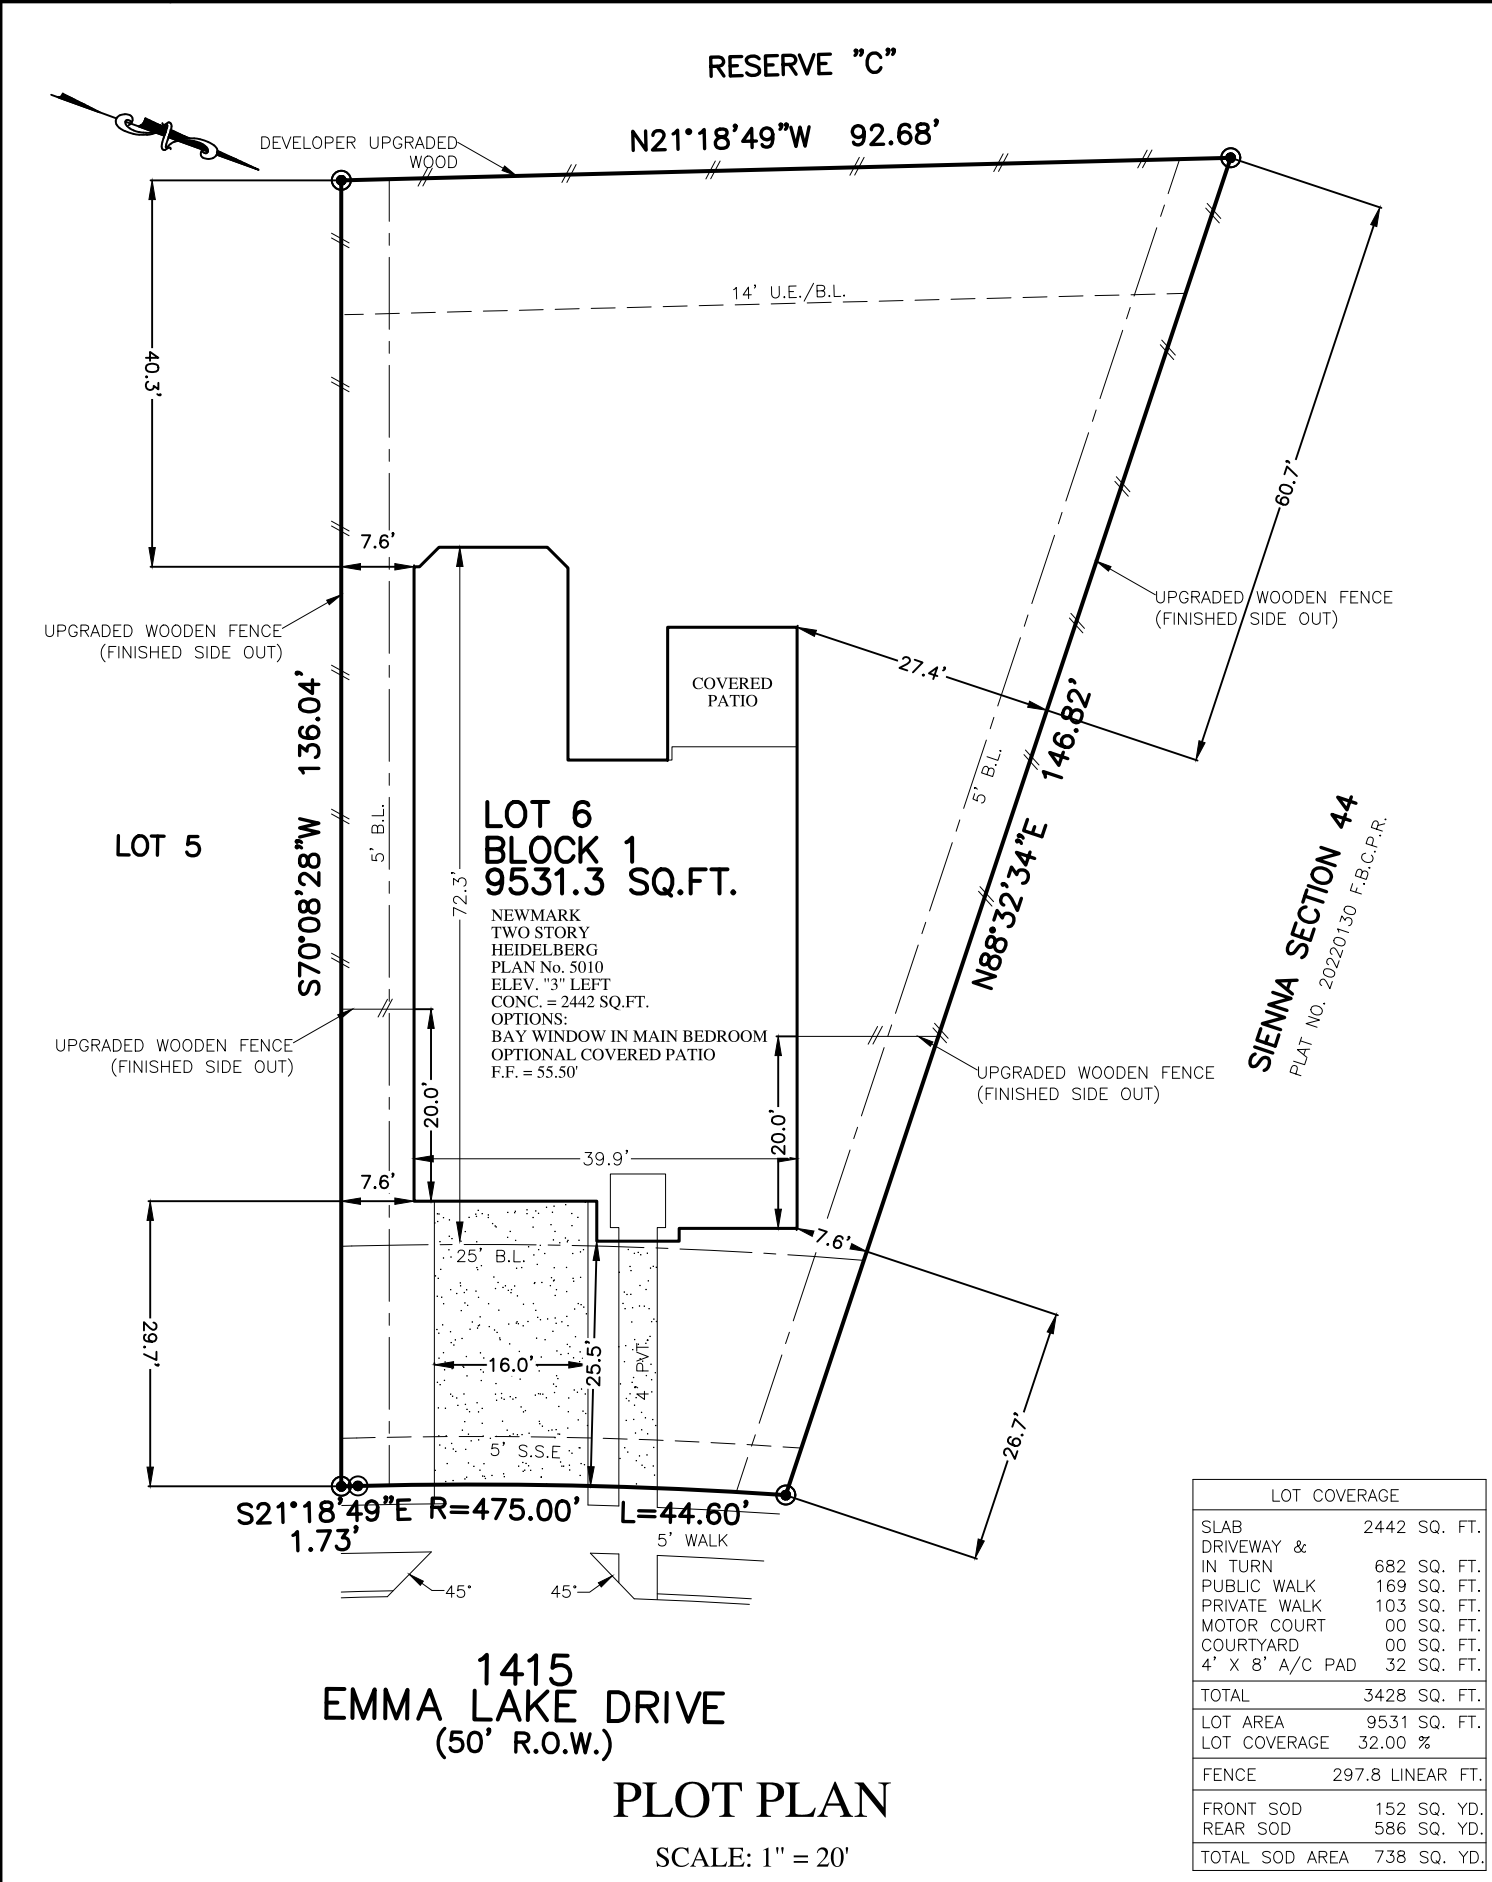 RESERVE "C"
N21°18'49"W 92.68'
DEVELOPER UPGRADED
WOOD
14' U.E./B.L.
40.3'
60.7'
7.6'
UPGRADED WOODEN FENCE
(FINISHED SIDE OUT)
UPGRADED WOODEN FENCE
(FINISHED SIDE OUT)
27.4'
COVERED
PATIO
S70°08'28"W 136.04'
N88°32'34"E 146.82'
5' B.L.
5' B.L.
LOT 5
LOT 6
BLOCK 1
9531.3 SQ.FT.
72.3'
NEWMARK
TWO STORY
HEIDELBERG
PLAN No. 5010
ELEV. "3" LEFT
CONC. = 2442 SQ.FT.
OPTIONS:
BAY WINDOW IN MAIN BEDROOM
OPTIONAL COVERED PATIO
F.F. = 55.50'
SIENNA SECTION 44
PLAT NO. 20220130 F.B.C.P.R.
UPGRADED WOODEN FENCE
(FINISHED SIDE OUT)
UPGRADED WOODEN FENCE
(FINISHED SIDE OUT)
20.0'
20.0'
39.9'
7.6'
7.6'
25' B.L.
29.7'
16.0'
25.5'
4' PVT.
26.7'
5' S.S.E
S21°18'49"E R=475.00' L=44.60'
1.73'
5' WALK
45°
45°
1415
EMMA LAKE DRIVE
(50' R.O.W.)
PLOT PLAN
SCALE: 1" = 20'
LOT COVERAGE
SLAB 2442 SQ. FT.
DRIVEWAY &
IN TURN 682 SQ. FT.
PUBLIC WALK 169 SQ. FT.
PRIVATE WALK 103 SQ. FT.
MOTOR COURT 00 SQ. FT.
COURTYARD 00 SQ. FT.
4' X 8' A/C PAD 32 SQ. FT.
TOTAL 3428 SQ. FT.
LOT AREA 9531 SQ. FT.
LOT COVERAGE 32.00 %
FENCE 297.8 LINEAR FT.
FRONT SOD 152 SQ. YD.
REAR SOD 586 SQ. YD.
TOTAL SOD AREA 738 SQ. YD.